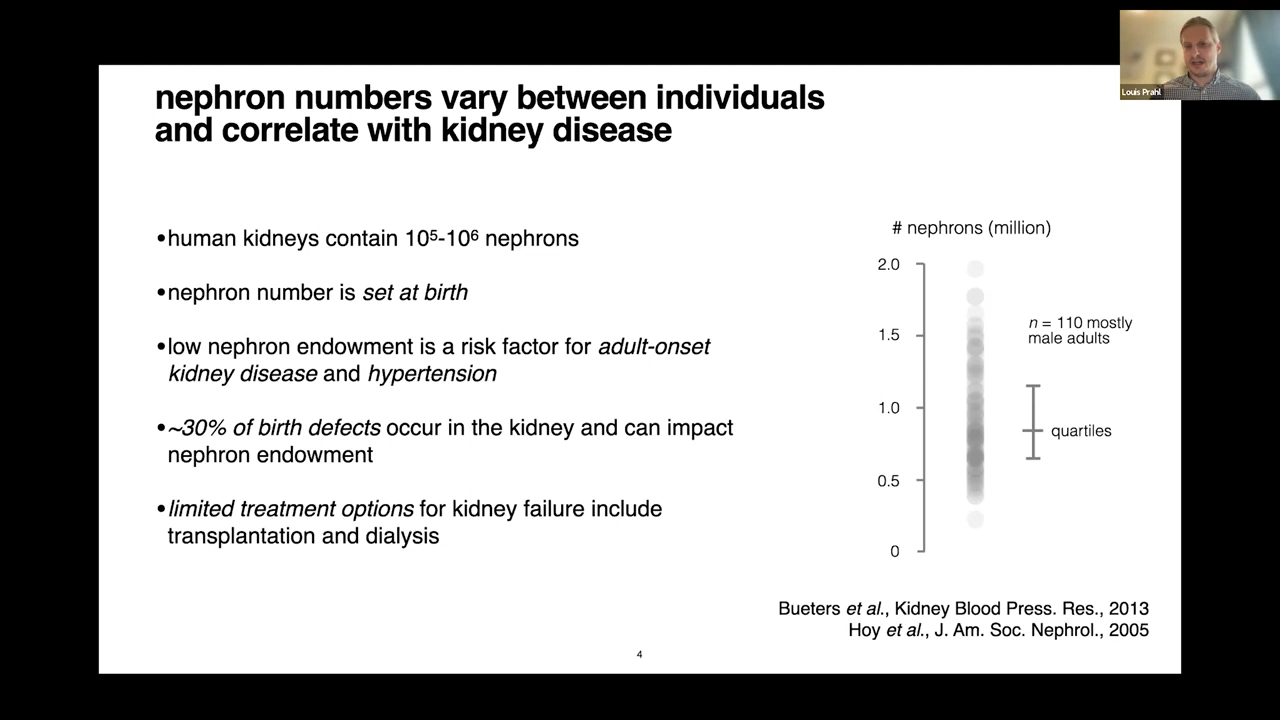 Louis Prahl
nephron numbers vary between individuals
and correlate with kidney disease
•human kidneys contain 10⁵-10⁶ nephrons
•nephron number is set at birth
•low nephron endowment is a risk factor for adult-onset
kidney disease and hypertension
•~30% of birth defects occur in the kidney and can impact
nephron endowment
•limited treatment options for kidney failure include
transplantation and dialysis
# nephrons (million)
2.0
1.5
1.0
0.5
0
n = 110 mostly
male adults
quartiles
Bueters et al., Kidney Blood Press. Res., 2013
Hoy et al., J. Am. Soc. Nephrol., 2005
4